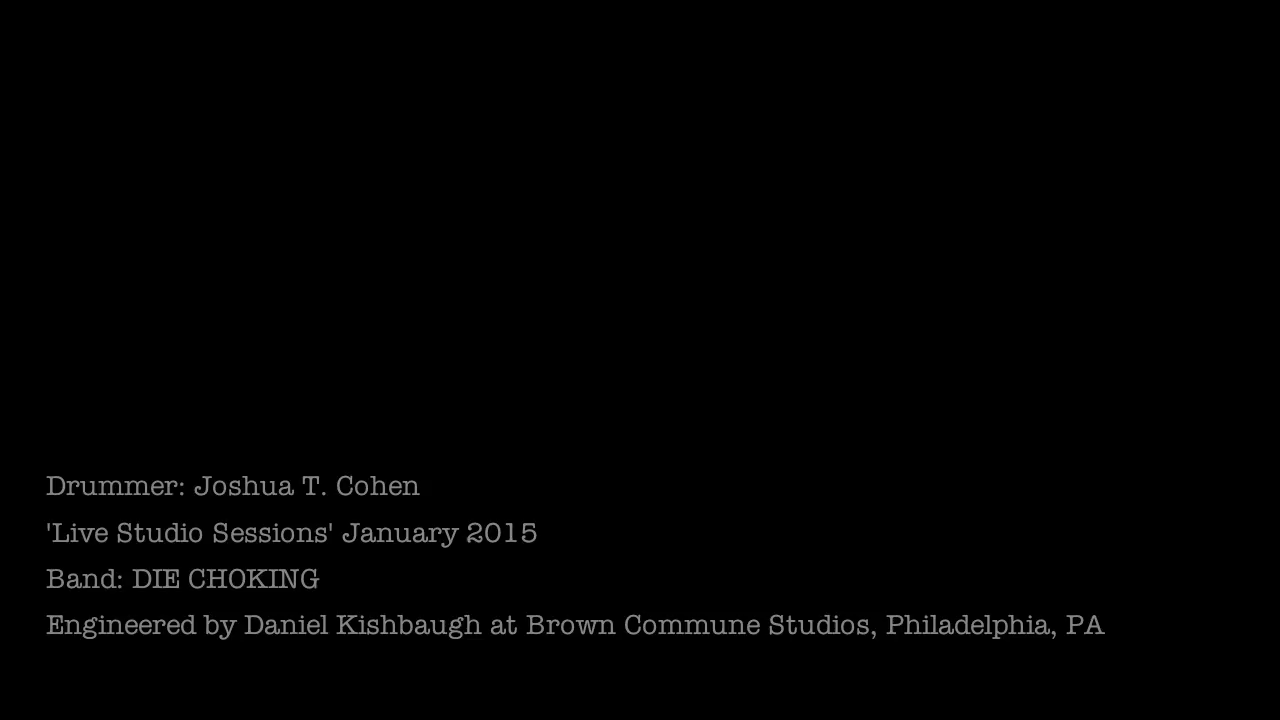 Drummer: Joshua T. Cohen
'Live Studio Sessions' January 2015
Band: DIE CHOKING
Engineered by Daniel Kishbaugh at Brown Commune Studios, Philadelphia, PA